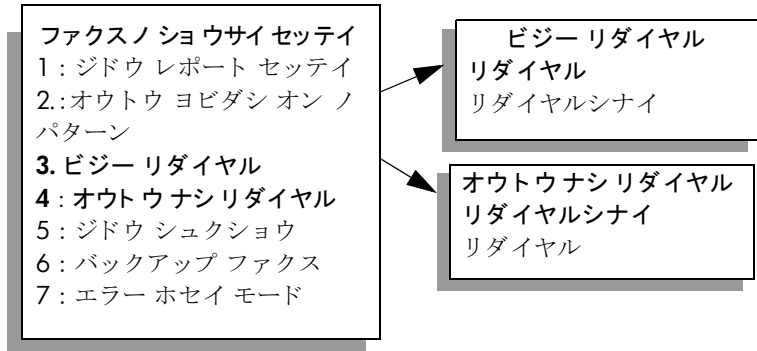 ファクスノ ショウサイ セッテイ
1 : ジドウ レポート セッテイ
2.:オウトウ ヨビダシ オン ノ
パターン
3. ビジー リダイヤル
4 : オウトウ ナシ リダイヤル
5 : ジドウ シュクショウ
6 : バックアップ ファクス
7 : エラー ホセイ モード
ビジー リダイヤル
リダイヤル
リダイヤルシナイ
オウトウ ナシ リダイヤル
リダイヤルシナイ
リダイヤル